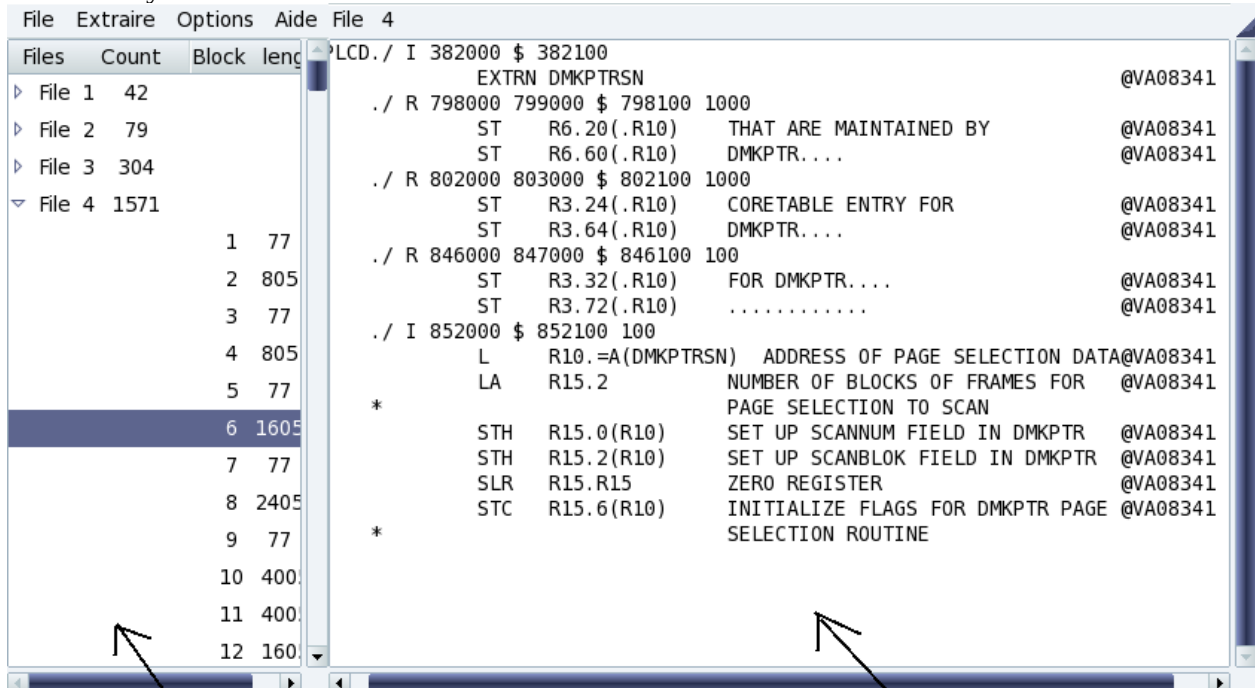 File Extraire Options Aide File 4
Files Count Block leng
File 1 42
File 2 79
File 3 304
File 4 1571
1 77
2 805
3 77
4 805
5 77
6 1605
7 77
8 2405
9 77
10 400
11 400
12 160
PLCD./ I 382000 $ 382100
EXTRN DMKPTRSN @VA08341
./ R 798000 799000 $ 798100 1000
ST R6.20(.R10) THAT ARE MAINTAINED BY @VA08341
ST R6.60(.R10) DMKPTR.... @VA08341
./ R 802000 803000 $ 802100 1000
ST R3.24(.R10) CORETABLE ENTRY FOR @VA08341
ST R3.64(.R10) DMKPTR.... @VA08341
./ R 846000 847000 $ 846100 100
ST R3.32(.R10) FOR DMKPTR.... @VA08341
ST R3.72(.R10) ............ @VA08341
./ I 852000 $ 852100 100
L R10.=A(DMKPTRSN) ADDRESS OF PAGE SELECTION DATA@VA08341
LA R15.2 NUMBER OF BLOCKS OF FRAMES FOR @VA08341
* PAGE SELECTION TO SCAN
STH R15.0(R10) SET UP SCANNUM FIELD IN DMKPTR @VA08341
STH R15.2(R10) SET UP SCANBLOK FIELD IN DMKPTR @VA08341
SLR R15.R15 ZERO REGISTER @VA08341
STC R15.6(R10) INITIALIZE FLAGS FOR DMKPTR PAGE @VA08341
* SELECTION ROUTINE